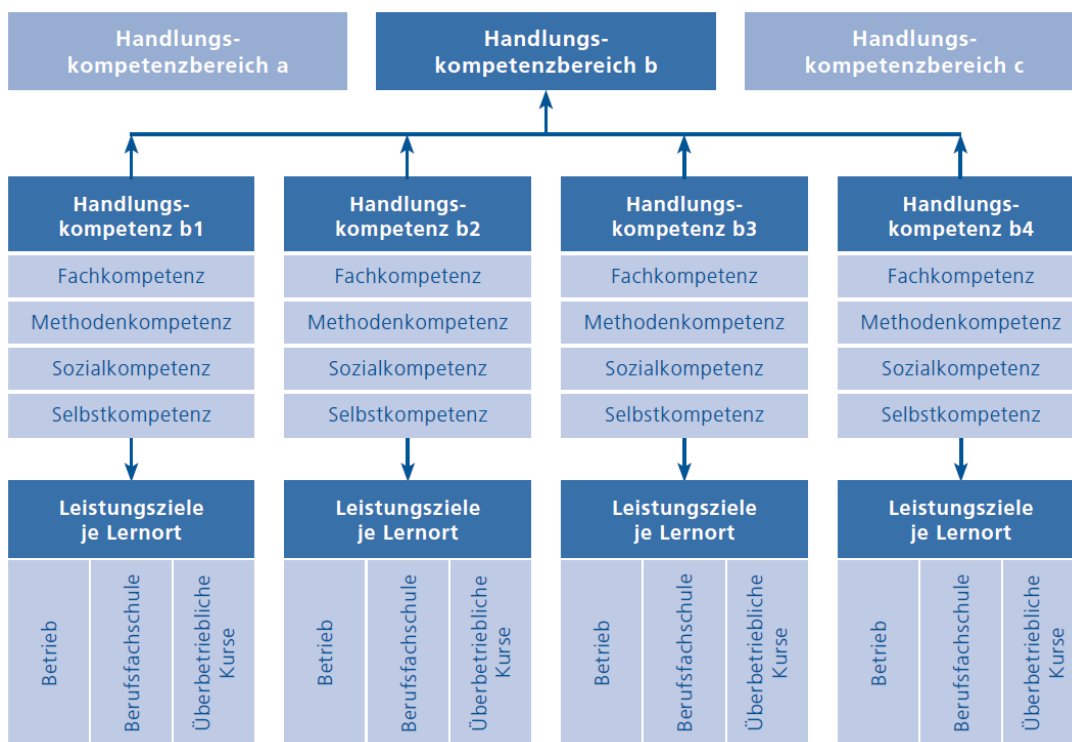 Handlungs-
kompetenzbereich a
Handlungs-
kompetenzbereich b
Handlungs-
kompetenzbereich c
Handlungs-
kompetenz b1
Fachkompetenz
Methodenkompetenz
Sozialkompetenz
Selbstkompetenz
Leistungsziele
je Lernort
Betrieb
Berufsfachschule
Überbetriebliche
Kurse
Handlungs-
kompetenz b2
Fachkompetenz
Methodenkompetenz
Sozialkompetenz
Selbstkompetenz
Leistungsziele
je Lernort
Betrieb
Berufsfachschule
Überbetriebliche
Kurse
Handlungs-
kompetenz b3
Fachkompetenz
Methodenkompetenz
Sozialkompetenz
Selbstkompetenz
Leistungsziele
je Lernort
Betrieb
Berufsfachschule
Überbetriebliche
Kurse
Handlungs-
kompetenz b4
Fachkompetenz
Methodenkompetenz
Sozialkompetenz
Selbstkompetenz
Leistungsziele
je Lernort
Betrieb
Berufsfachschule
Überbetriebliche
Kurse